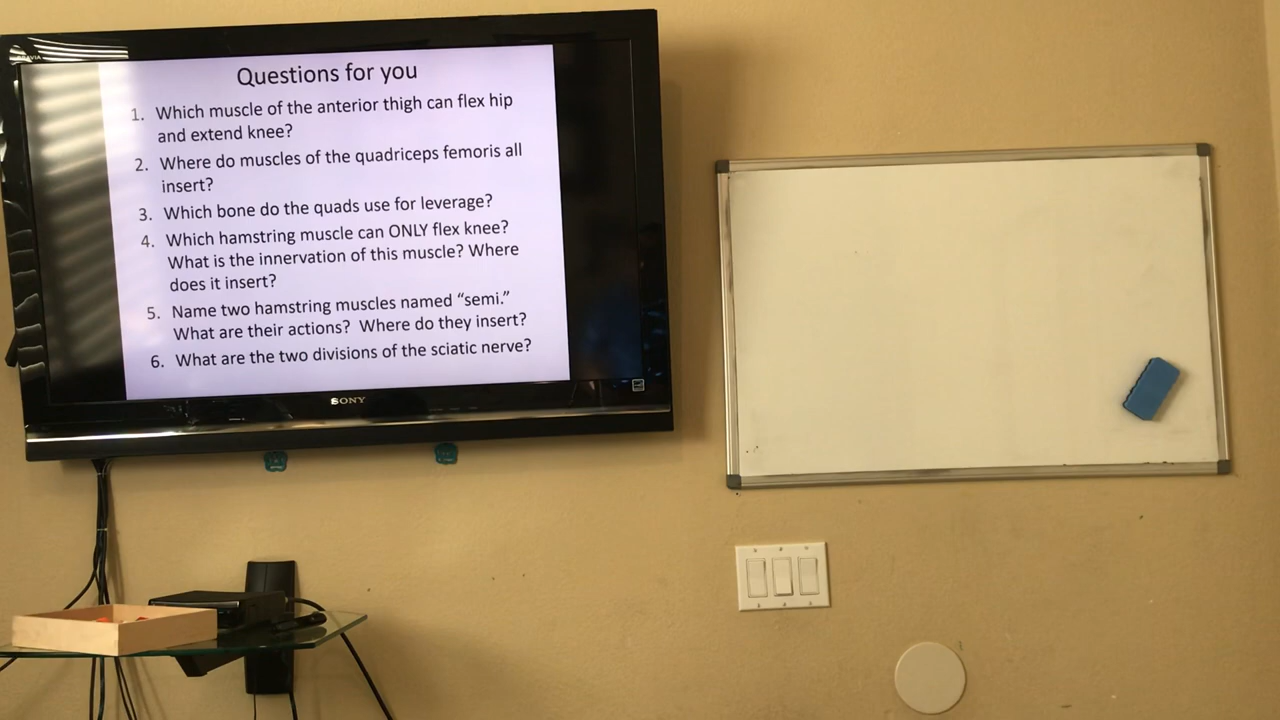 Questions for you
1. Which muscle of the anterior thigh can flex hip
and extend knee?
2. Where do muscles of the quadriceps femoris all
insert?
3. Which bone do the quads use for leverage?
4. Which hamstring muscle can ONLY flex knee?
What is the innervation of this muscle? Where
does it insert?
5. Name two hamstring muscles named “semi.”
What are their actions?  Where do they insert?
6. What are the two divisions of the sciatic nerve?
SONY